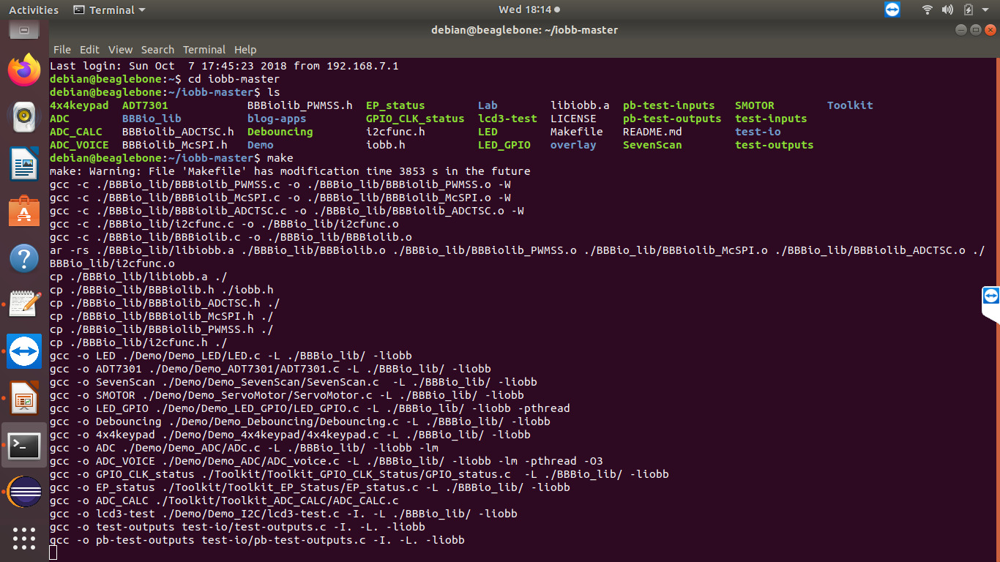 Activities Terminal Wed 18:14
debian@beaglebone: ~/iobb-master
File Edit View Search Terminal Help
Last login: Sun Oct  7 17:45:23 2018 from 192.168.7.1
debian@beaglebone:~$ cd iobb-master
debian@beaglebone:~/iobb-master$ ls
4x4keypad  ADT7301            BBBiolib_PWMSS.h  EP_status        Lab        libiobb.a  pb-test-inputs   SMOTOR        Toolkit
ADC        BBBio_lib          blog-apps         GPIO_CLK_status  lcd3-test  LICENSE    pb-test-outputs  test-inputs
ADC_CALC   BBBiolib_ADCTSC.h  Debouncing        i2cfunc.h        LED        Makefile   README.md        test-io
ADC_VOICE  BBBiolib_McSPI.h   Demo              iobb.h           LED_GPIO   overlay    SevenScan        test-outputs
debian@beaglebone:~/iobb-master$ make
make: Warning: File 'Makefile' has modification time 3853 s in the future
gcc -c ./BBBio_lib/BBBiolib_PWMSS.c -o ./BBBio_lib/BBBiolib_PWMSS.o -W
gcc -c ./BBBio_lib/BBBiolib_McSPI.c -o ./BBBio_lib/BBBiolib_McSPI.o -W
gcc -c ./BBBio_lib/BBBiolib_ADCTSC.c -o ./BBBio_lib/BBBiolib_ADCTSC.o -W
gcc -c ./BBBio_lib/i2cfunc.c -o ./BBBio_lib/i2cfunc.o
gcc -c ./BBBio_lib/BBBiolib.c -o ./BBBio_lib/BBBiolib.o
ar -rs ./BBBio_lib/libiobb.a ./BBBio_lib/BBBiolib.o ./BBBio_lib/BBBiolib_PWMSS.o ./BBBio_lib/BBBiolib_McSPI.o ./BBBio_lib/BBBiolib_ADCTSC.o ./
BBBio_lib/i2cfunc.o
cp ./BBBio_lib/libiobb.a ./
cp ./BBBio_lib/BBBiolib.h ./iobb.h
cp ./BBBio_lib/BBBiolib_ADCTSC.h ./
cp ./BBBio_lib/BBBiolib_McSPI.h ./
cp ./BBBio_lib/BBBiolib_PWMSS.h ./
cp ./BBBio_lib/i2cfunc.h ./
gcc -o LED ./Demo/Demo_LED/LED.c -L ./BBBio_lib/ -liobb
gcc -o ADT7301 ./Demo/Demo_ADT7301/ADT7301.c -L ./BBBio_lib/ -liobb
gcc -o SevenScan ./Demo/Demo_SevenScan/SevenScan.c  -L ./BBBio_lib/ -liobb
gcc -o SMOTOR ./Demo/Demo_ServoMotor/ServoMotor.c -L ./BBBio_lib/ -liobb
gcc -o LED_GPIO ./Demo/Demo_LED_GPIO/LED_GPIO.c -L ./BBBio_lib/ -liobb -pthread
gcc -o Debouncing ./Demo/Demo_Debouncing/Debouncing.c -L ./BBBio_lib/ -liobb
gcc -o 4x4keypad ./Demo/Demo_4x4keypad/4x4keypad.c -L ./BBBio_lib/ -liobb
gcc -o ADC ./Demo/Demo_ADC/ADC.c -L ./BBBio_lib/ -liobb -lm
gcc -o ADC_VOICE ./Demo/Demo_ADC/ADC_voice.c -L ./BBBio_lib/ -liobb -lm -pthread -O3
gcc -o GPIO_CLK_status ./Toolkit/Toolkit_GPIO_CLK_Status/GPIO_status.c  -L ./BBBio_lib/ -liobb
gcc -o EP_status ./Toolkit/Toolkit_EP_Status/EP_status.c -L ./BBBio_lib/ -liobb
gcc -o ADC_CALC ./Toolkit/Toolkit_ADC_CALC/ADC_CALC.c
gcc -o lcd3-test ./Demo/Demo_I2C/lcd3-test.c -I. -L ./BBBio_lib/ -liobb
gcc -o test-outputs test-io/test-outputs.c -I. -L. -liobb
gcc -o pb-test-outputs test-io/pb-test-outputs.c -I. -L. -liobb